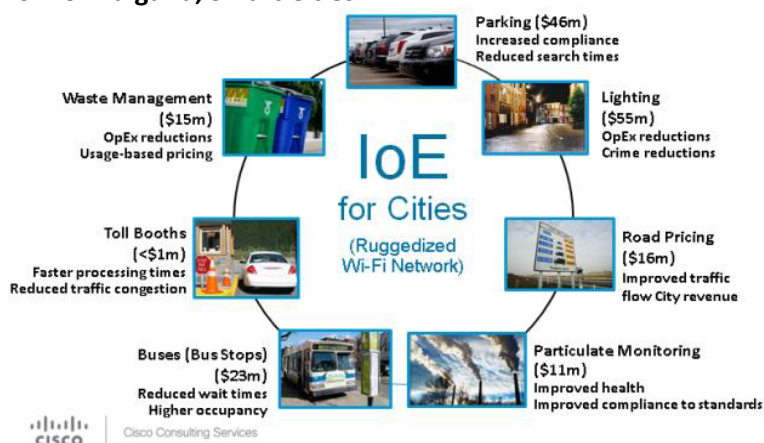 Parking ($46m)
Increased compliance
Reduced search times
Lighting
($55m)
OpEx reductions
Crime reductions
Road Pricing
($16m)
Improved traffic
flow City revenue
Particulate Monitoring
($11m)
Improved health
Improved compliance to standards
Buses (Bus Stops)
($23m)
Reduced wait times
Higher occupancy
Toll Booths
(<$1m)
Faster processing times
Reduced traffic congestion
Waste Management
($15m)
OpEx reductions
Usage-based pricing
IoE
for Cities
(Ruggedized
Wi-Fi Network)
CISCO
Cisco Consulting Services